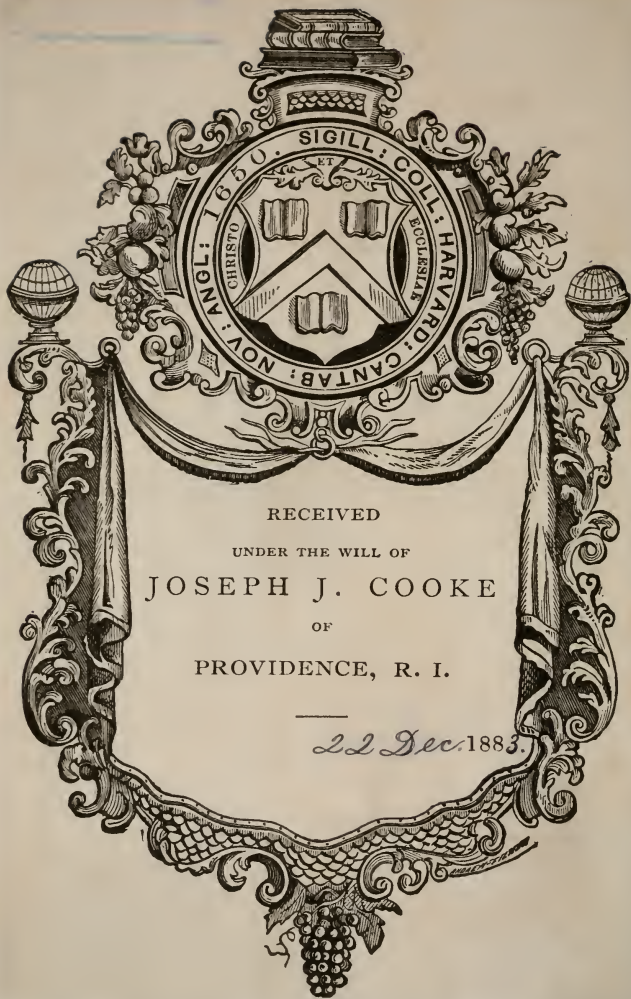 SIGILL: COLL: HARVARD: CANTAB: NOV: ANGL: 1650.
ET
CHRISTO
ECCLESIAE
RECEIVED
UNDER THE WILL OF
JOSEPH J. COOKE
OF
PROVIDENCE, R. I.
22 Dec. 1883.